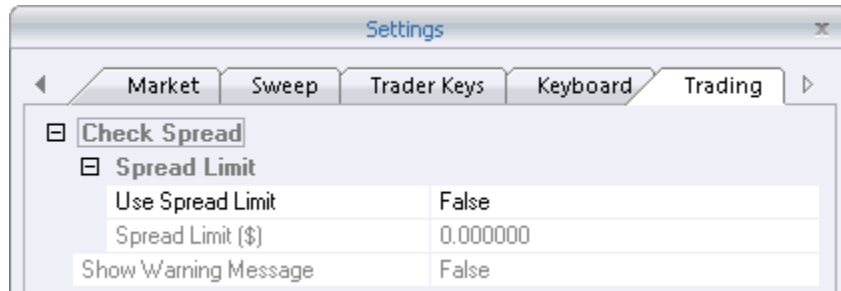 Settings
Market Sweep Trader Keys Keyboard Trading
Check Spread
Spread Limit
Use Spread Limit False
Spread Limit ($) 0.000000
Show Warning Message False